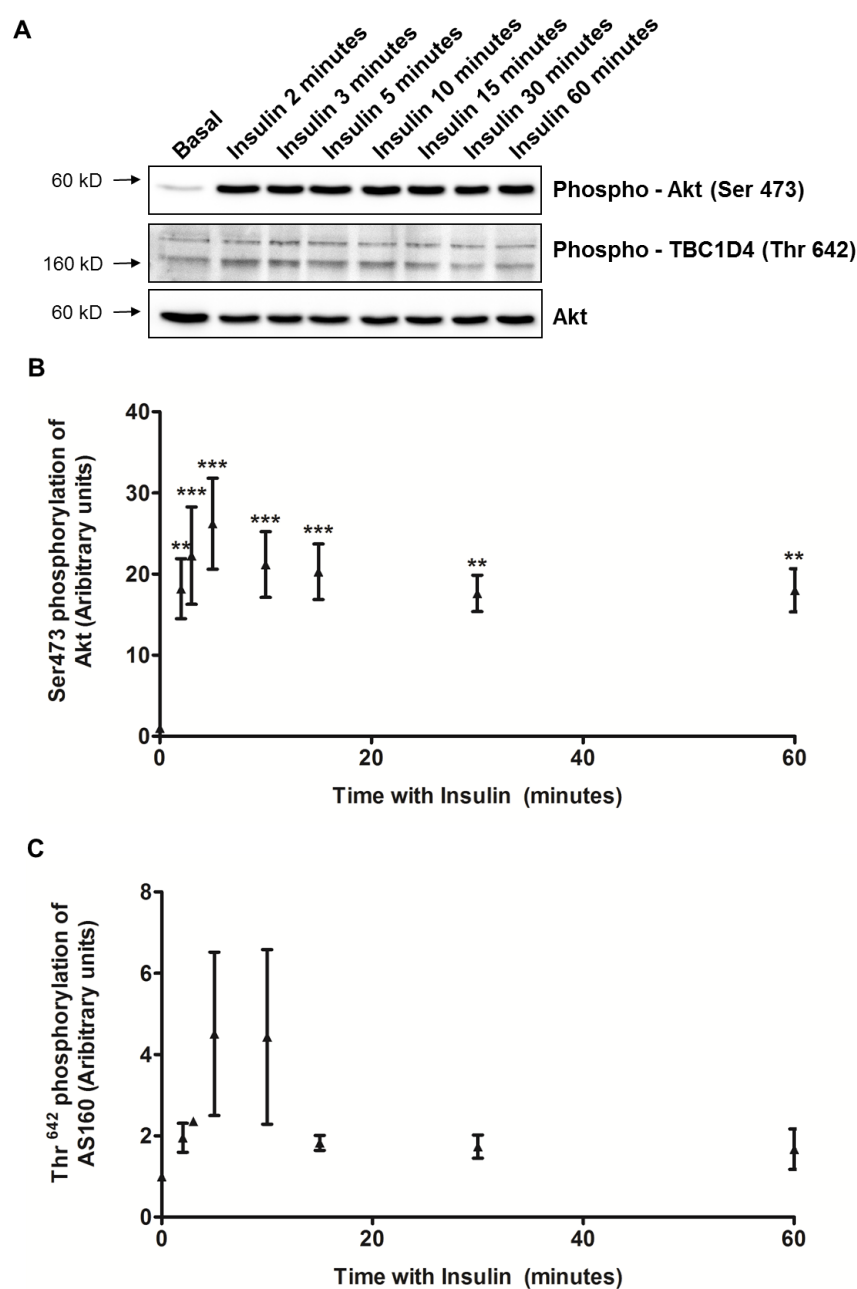 A
Basal
Insulin 2 minutes
Insulin 3 minutes
Insulin 5 minutes
Insulin 10 minutes
Insulin 15 minutes
Insulin 30 minutes
Insulin 60 minutes
60 kD
Phospho - Akt (Ser 473)
160 kD
Phospho - TBC1D4 (Thr 642)
60 kD
Akt
B
Ser473 phosphorylation of
Akt (Aribitrary units)
40
30
20
10
0
**
***
***
***
***
**
**
0 20 40 60
Time with Insulin (minutes)
C
Thr 642 phosphorylation of
AS160 (Aribitrary units)
8
6
4
2
0
0 20 40 60
Time with Insulin (minutes)